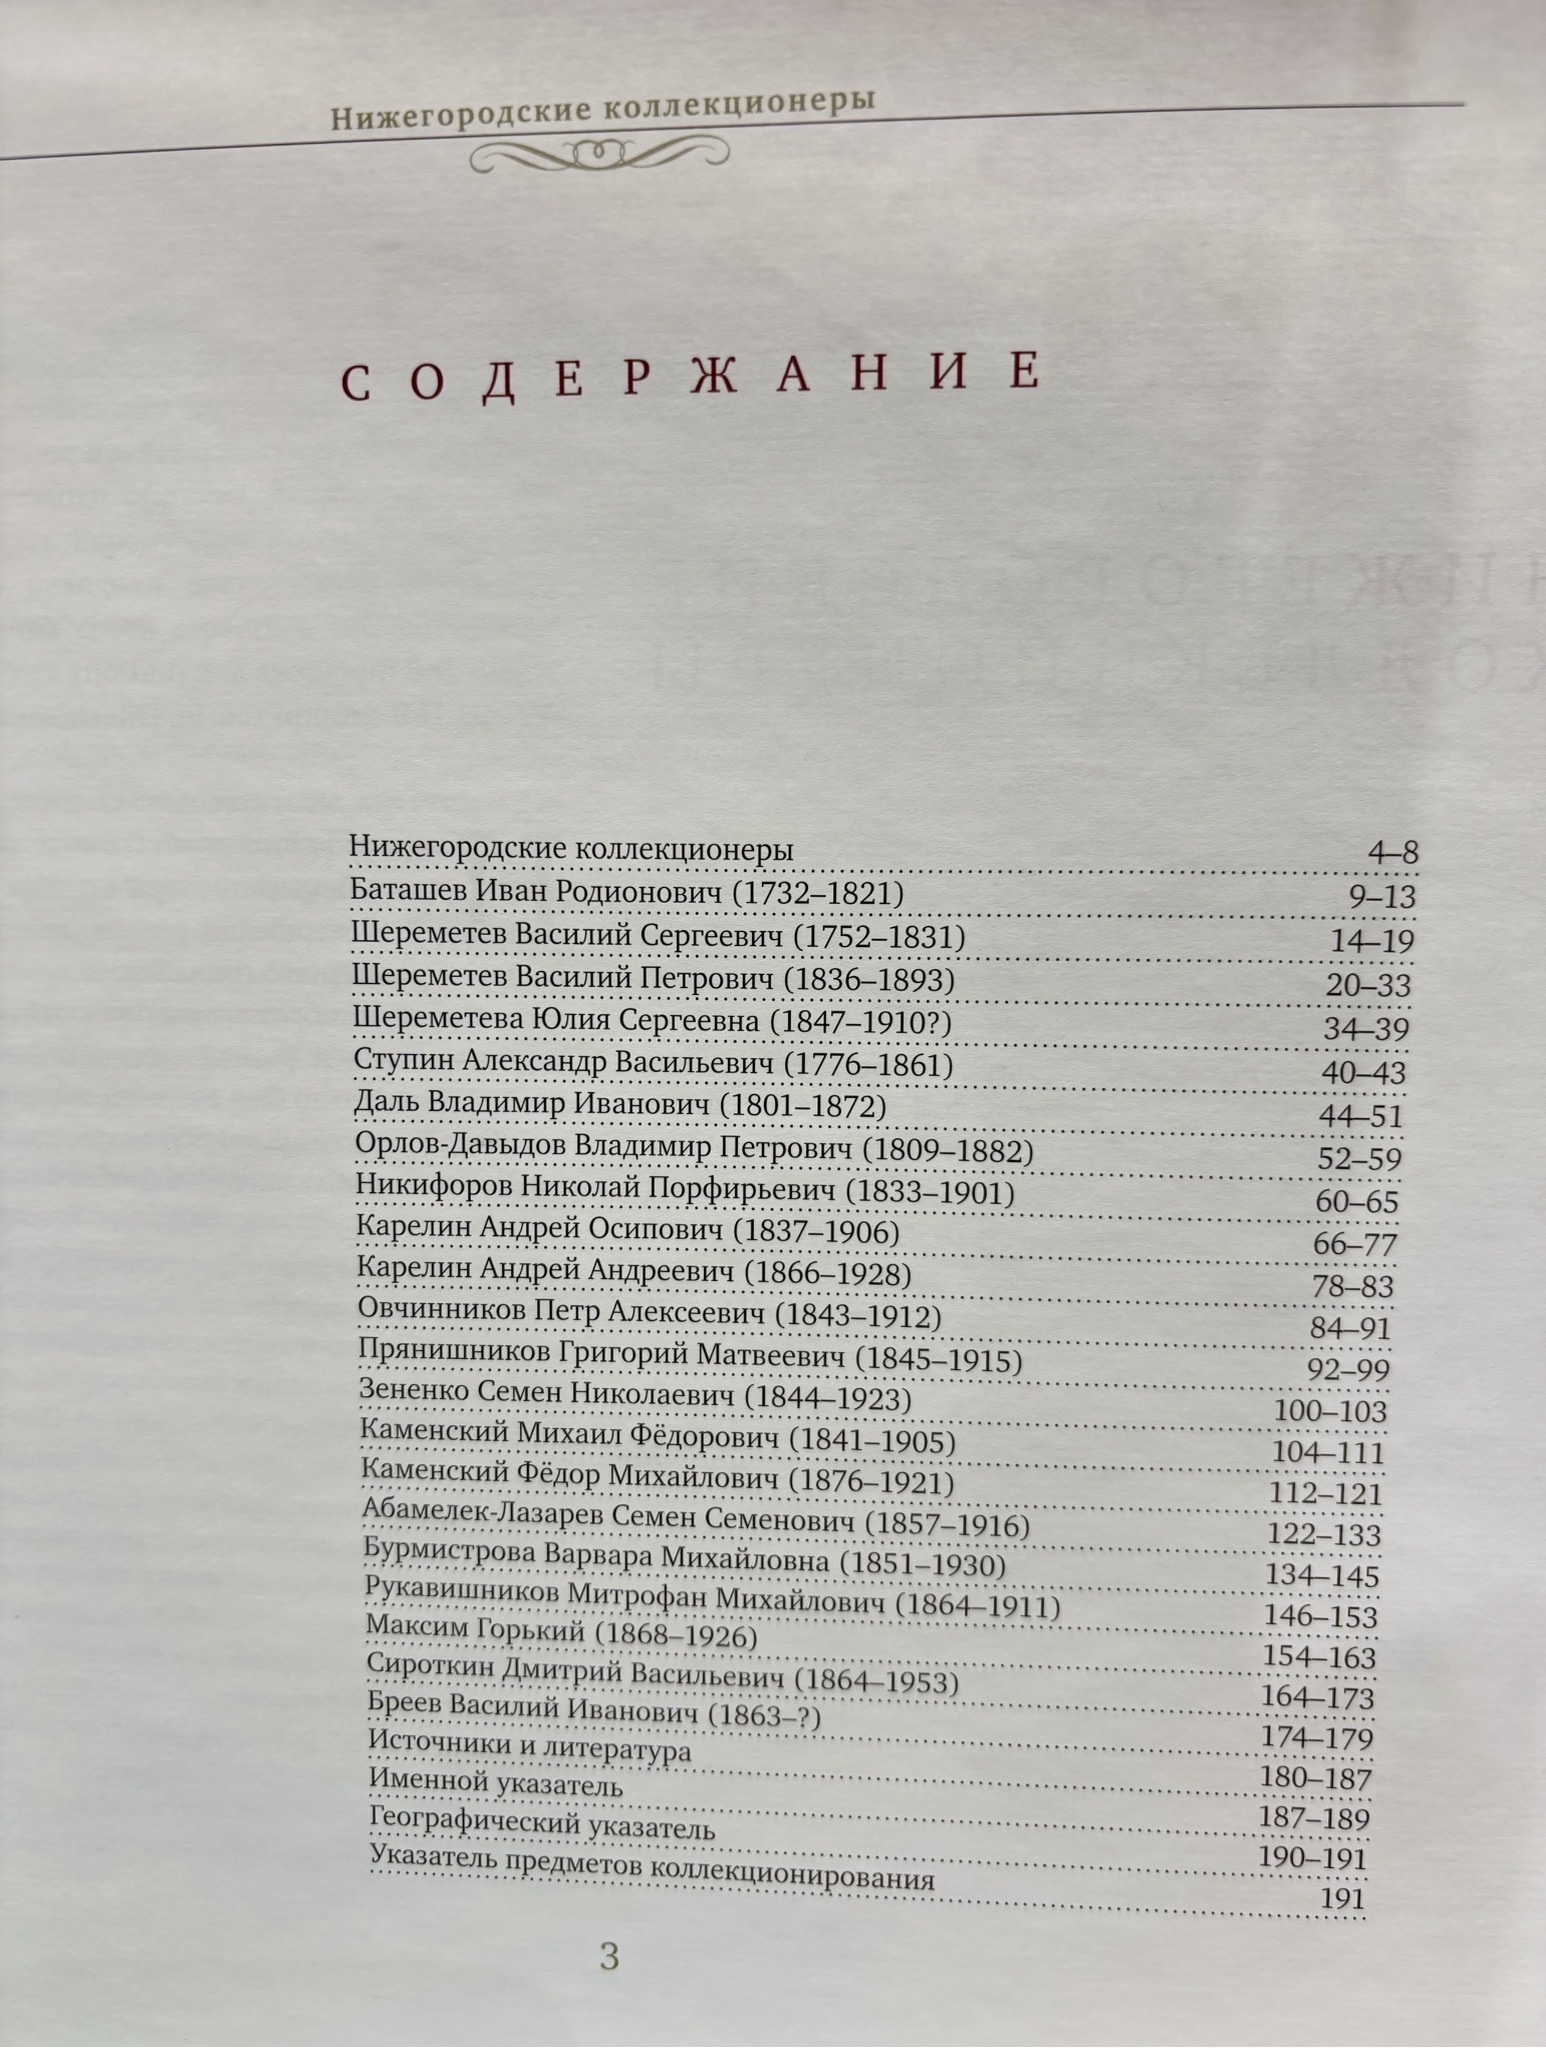 Нижегородские коллекционеры
СОДЕРЖАНИЕ
Нижегородские коллекционеры 4–8
Баташев Иван Родионович (1732–1821) 9–13
Шереметев Василий Сергеевич (1752–1831) 14–19
Шереметев Василий Петрович (1836–1893) 20–33
Шереметева Юлия Сергеевна (1847–1910?) 34–39
Ступин Александр Васильевич (1776–1861) 40–43
Даль Владимир Иванович (1801–1872) 44–51
Орлов-Давыдов Владимир Петрович (1809–1882) 52–59
Никифоров Николай Порфирьевич (1833–1901) 60–65
Карелин Андрей Осипович (1837–1906) 66–77
Карелин Андрей Андреевич (1866–1928) 78–83
Овчинников Петр Алексеевич (1843–1912) 84–91
Прянишников Григорий Матвеевич (1845–1915) 92–99
Зененко Семен Николаевич (1844–1923) 100–103
Каменский Михаил Фёдорович (1841–1905) 104–111
Каменский Фёдор Михайлович (1876–1921) 112–121
Абамелек-Лазарев Семен Семенович (1857–1916) 122–133
Бурмистрова Варвара Михайловна (1851–1930) 134–145
Рукавишников Митрофан Михайлович (1864–1911) 146–153
Максим Горький (1868–1926) 154–163
Сироткин Дмитрий Васильевич (1864–1953) 164–173
Бреев Василий Иванович (1863–?) 174–179
Источники и литература 180–187
Именной указатель 187–189
Географический указатель 190–191
Указатель предметов коллекционирования 191
3